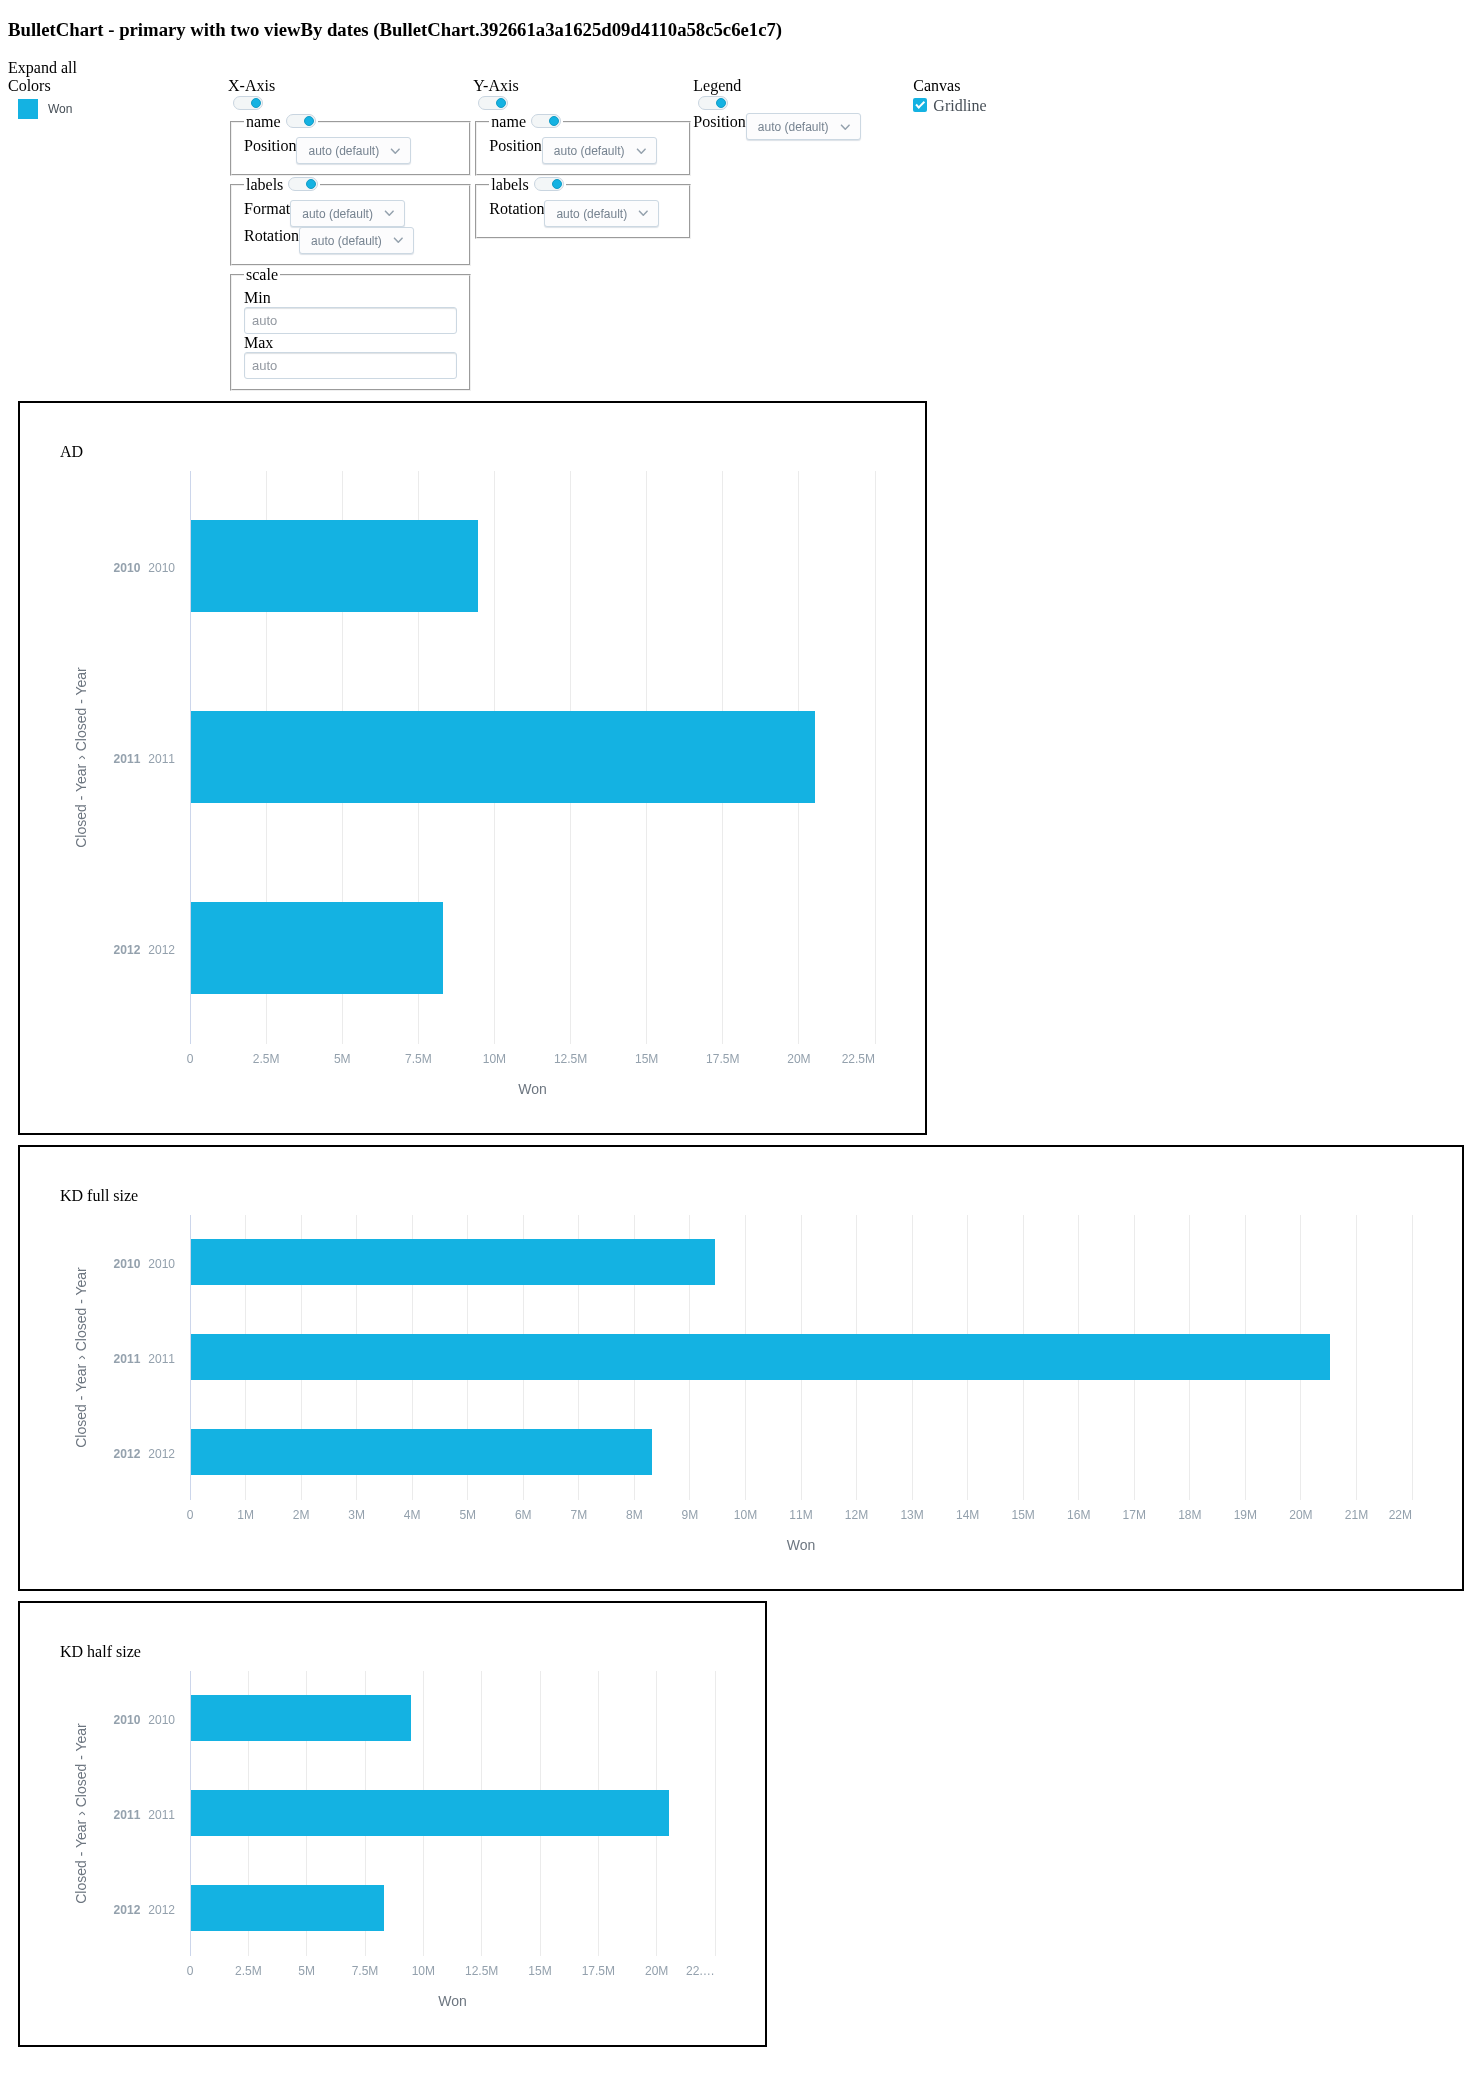 BulletChart - primary with two viewBy dates (BulletChart.392661a3a1625d09d4110a58c5c6e1c7)
Expand all
Colors
Won
X-Axis
name
Position auto (default)
labels
Format auto (default)
Rotation auto (default)
scale
Min
auto
Max
auto
Y-Axis
name
Position auto (default)
labels
Rotation auto (default)
Legend
Position auto (default)
Canvas
Gridline
AD
Closed - Year › Closed - Year
2010 2010
2011 2011
2012 2012
0 2.5M 5M 7.5M 10M 12.5M 15M 17.5M 20M 22.5M
Won
KD full size
Closed - Year › Closed - Year
2010 2010
2011 2011
2012 2012
0 1M 2M 3M 4M 5M 6M 7M 8M 9M 10M 11M 12M 13M 14M 15M 16M 17M 18M 19M 20M 21M 22M
Won
KD half size
Closed - Year › Closed - Year
2010 2010
2011 2011
2012 2012
0 2.5M 5M 7.5M 10M 12.5M 15M 17.5M 20M 22.…
Won